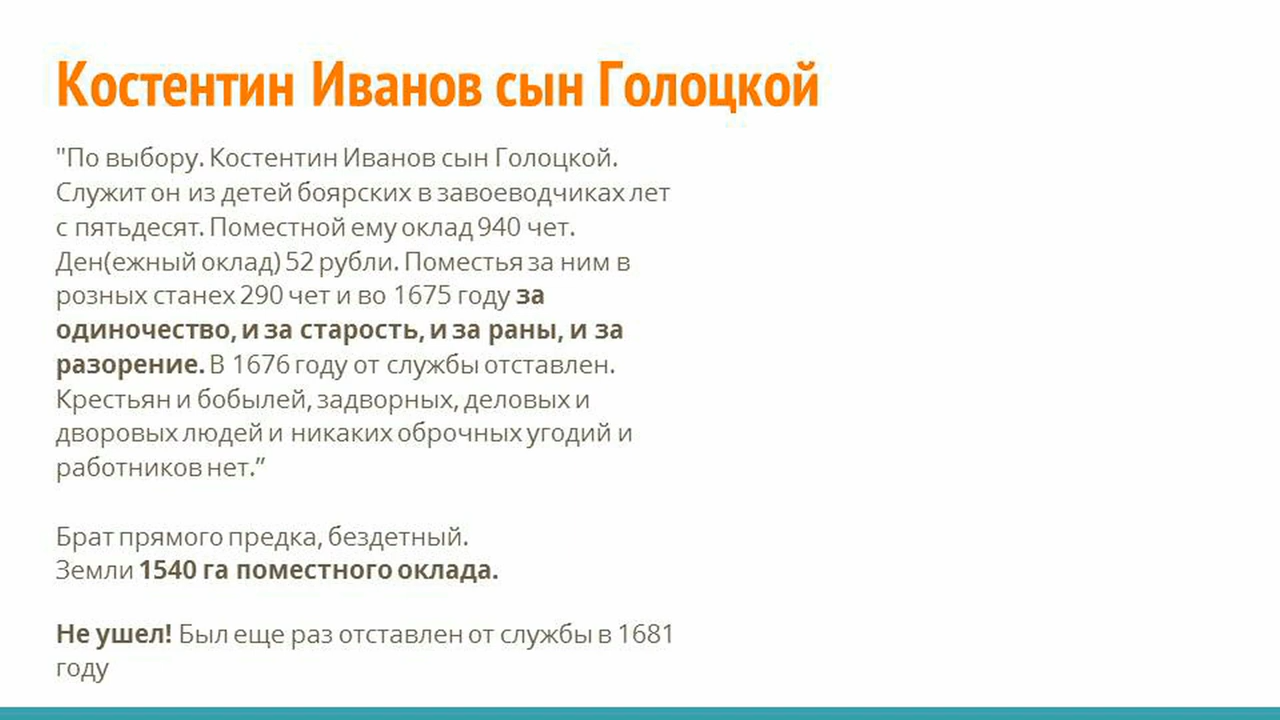 Костентин Иванов сын Голоцкой
"По выбору. Костентин Иванов сын Голоцкой.
Служит он из детей боярских в завоеводчиках лет
с пятьдесят. Поместной ему оклад 940 чет.
Ден(ежный оклад) 52 рубли. Поместья за ним в
розных станех 290 чет и во 1675 году за
одиночество, и за старость, и за раны, и за
разорение. В 1676 году от службы отставлен.
Крестьян и бобылей, задворных, деловых и
дворовых людей и никаких оброчных угодий и
работников нет.”
Брат прямого предка, бездетный.
Земли 1540 га поместного оклада.
Не ушел! Был еще раз отставлен от службы в 1681
году